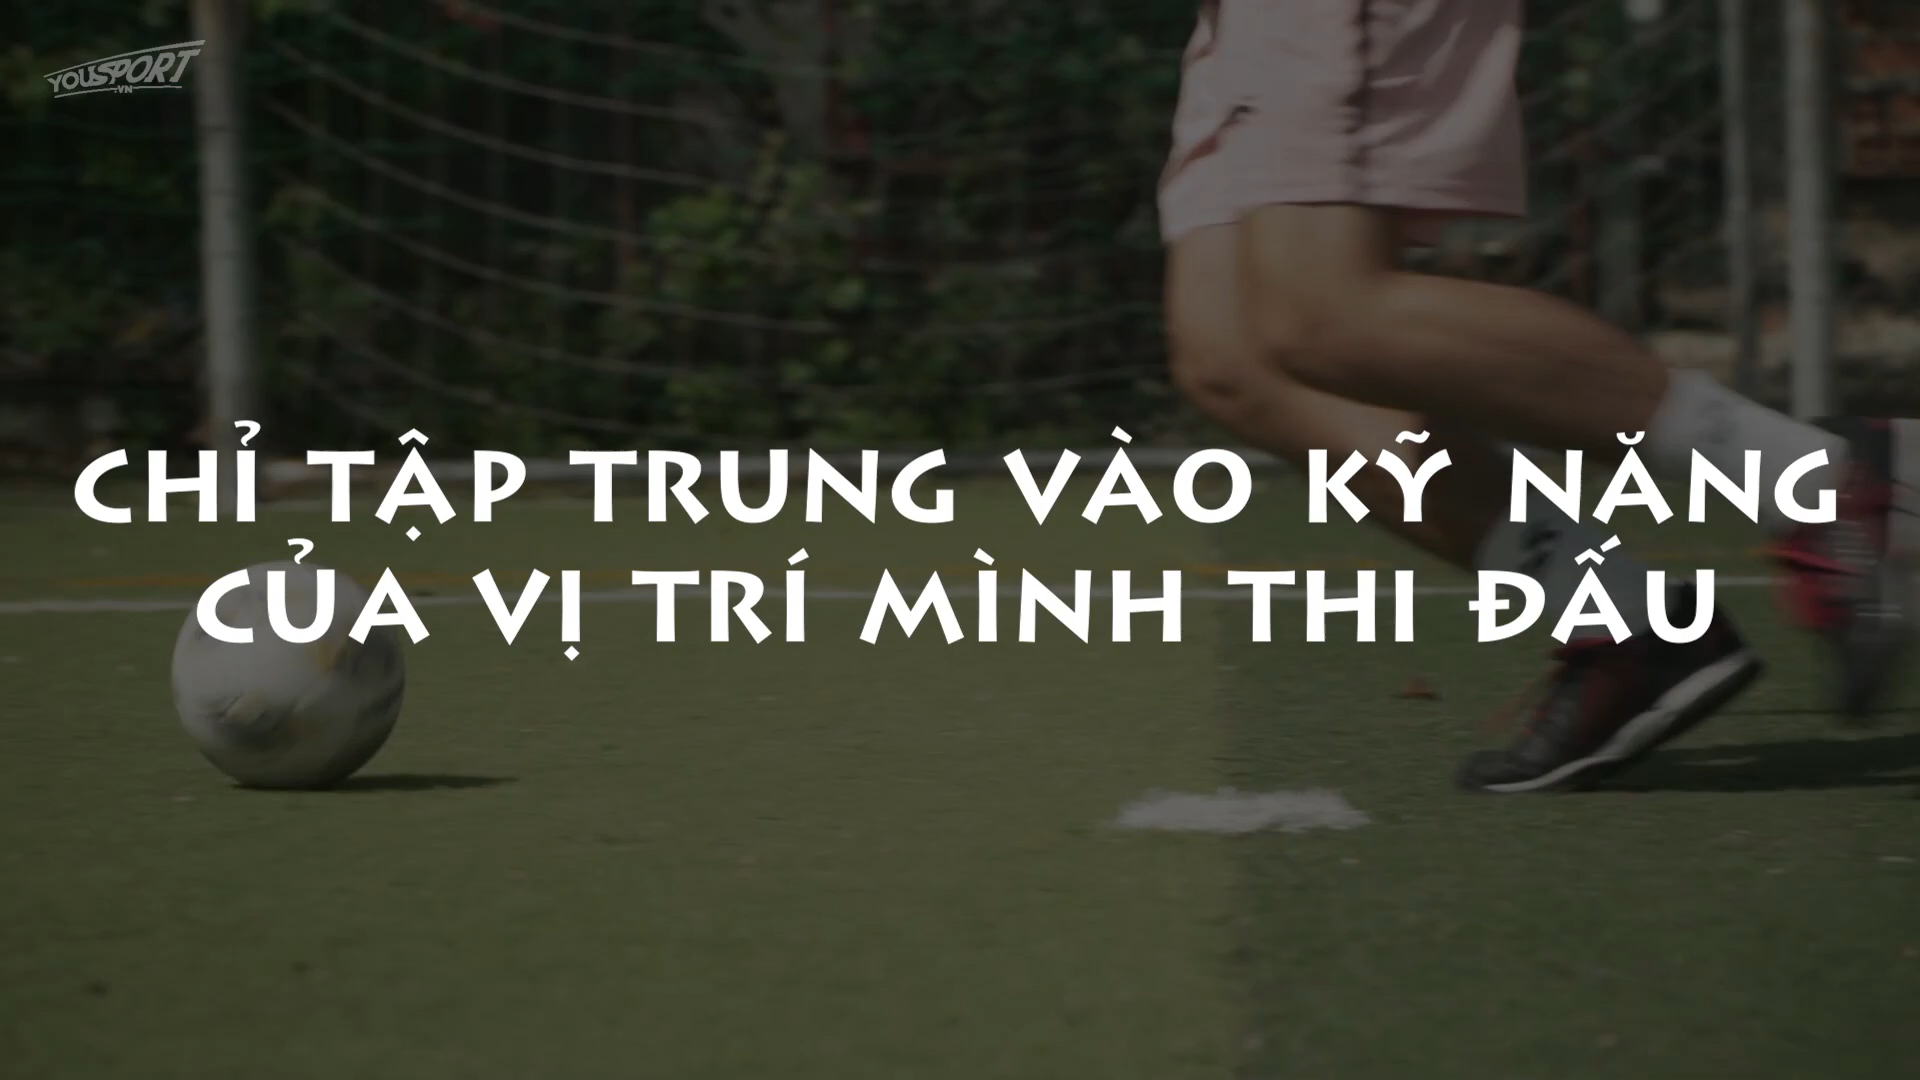 YOUSPORT
.VN
CHỈ TẬP TRUNG VÀO KỸ NĂNG
CỦA VỊ TRÍ MÌNH THI ĐẤU